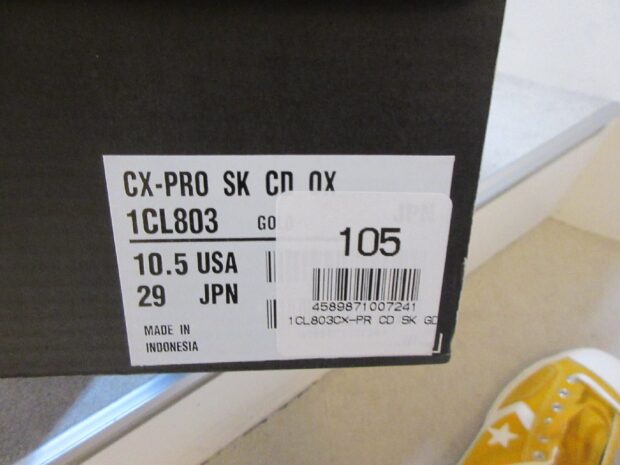 CX-PRO SK CD OX
1CL803
10.5 USA
29 JPN
MADE IN
INDONESIA
JPN
105
4589871007241
1CL803CX-PR CD SK GD